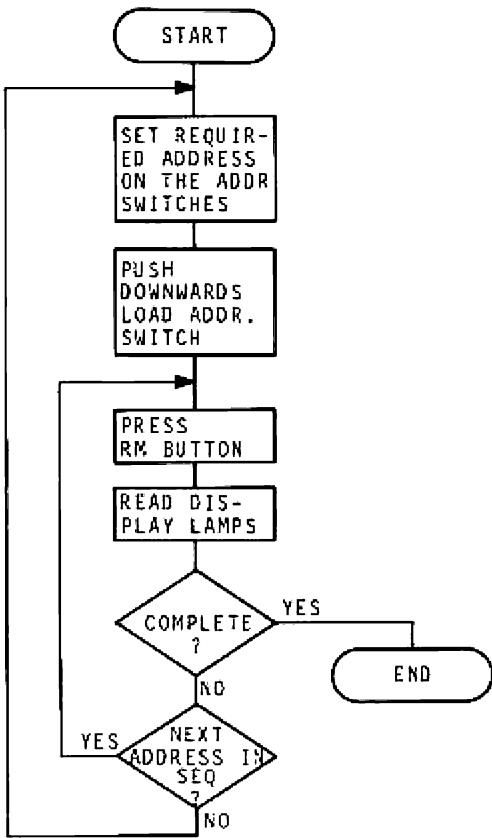 START
SET REQUIR-
ED ADDRESS
ON THE ADDR
SWITCHES
PUSH
DOWNWARDS
LOAD ADDR.
SWITCH
PRESS
RM BUTTON
READ DIS-
PLAY LAMPS
COMPLETE
?
YES
END
NO
NEXT
ADDRESS IN
SEQ
?
YES
NO